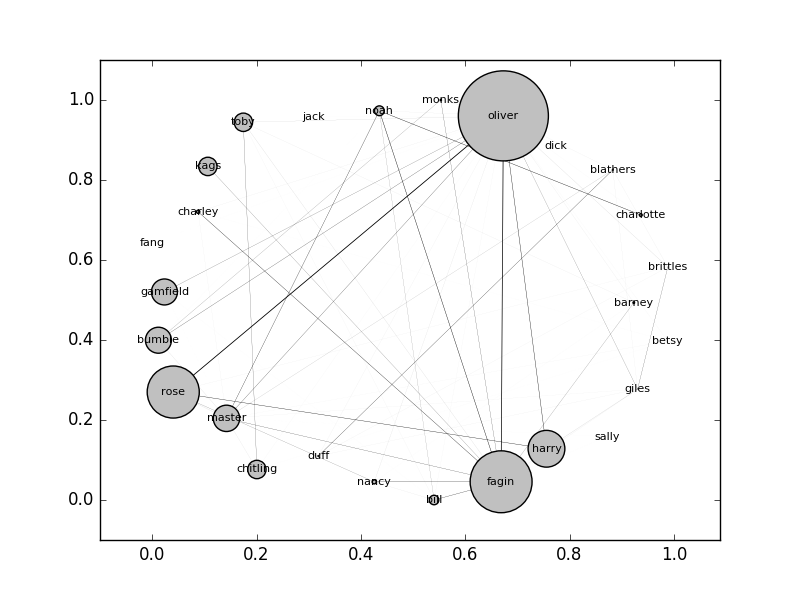 1.0
0.8
0.6
0.4
0.2
0.0
0.0
0.2
0.4
0.6
0.8
1.0
monks
noah
jack
oliver
toby
dick
kags
blathers
charley
charlotte
fang
brittles
gamfield
barney
bumble
betsy
rose
giles
master
sally
harry
duff
chitling
nancy
fagin
bill